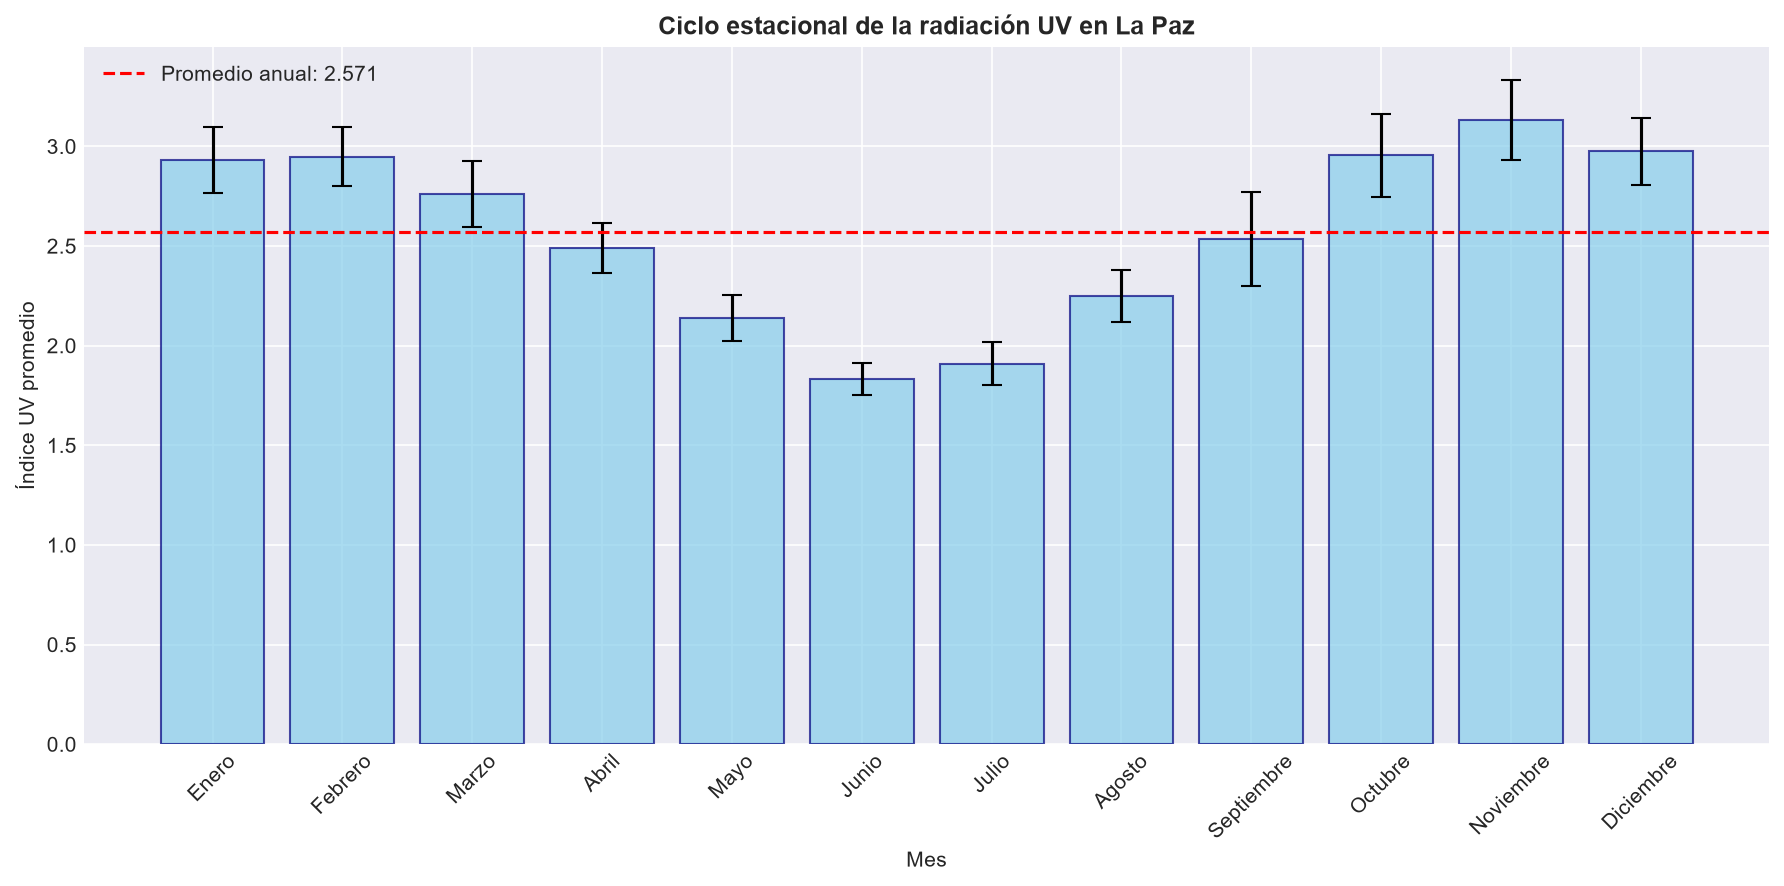 Ciclo estacional de la radiación UV en La Paz
Promedio anual: 2.571
Índice UV promedio
3.0
2.5
2.0
1.5
1.0
0.5
0.0
Enero
Febrero
Marzo
Abril
Mayo
Junio
Julio
Agosto
Septiembre
Octubre
Noviembre
Diciembre
Mes